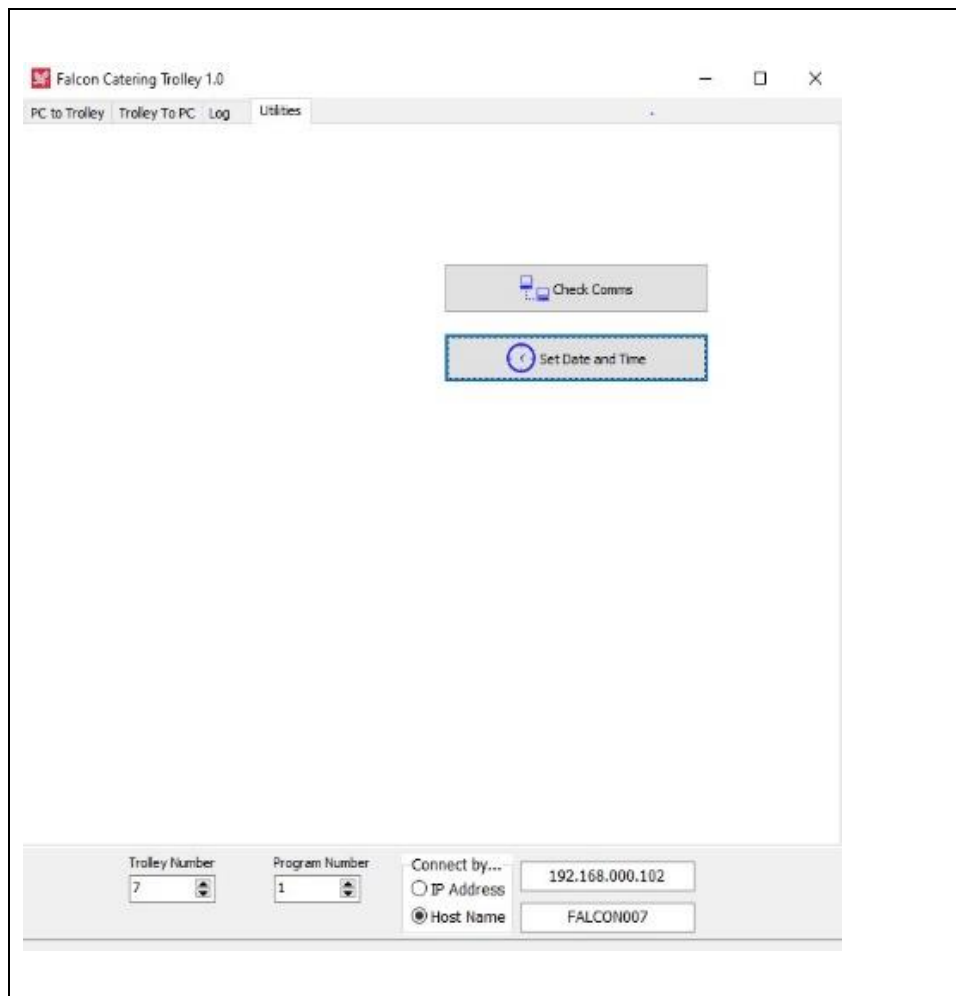 Falcon Catering Trolley 1.0
PC to Trolley Trolley To PC Log Utilities
Check Comms
Set Date and Time
Trolley Number
7
Program Number
1
Connect by...
IP Address
Host Name
192.168.000.102
FALCON007